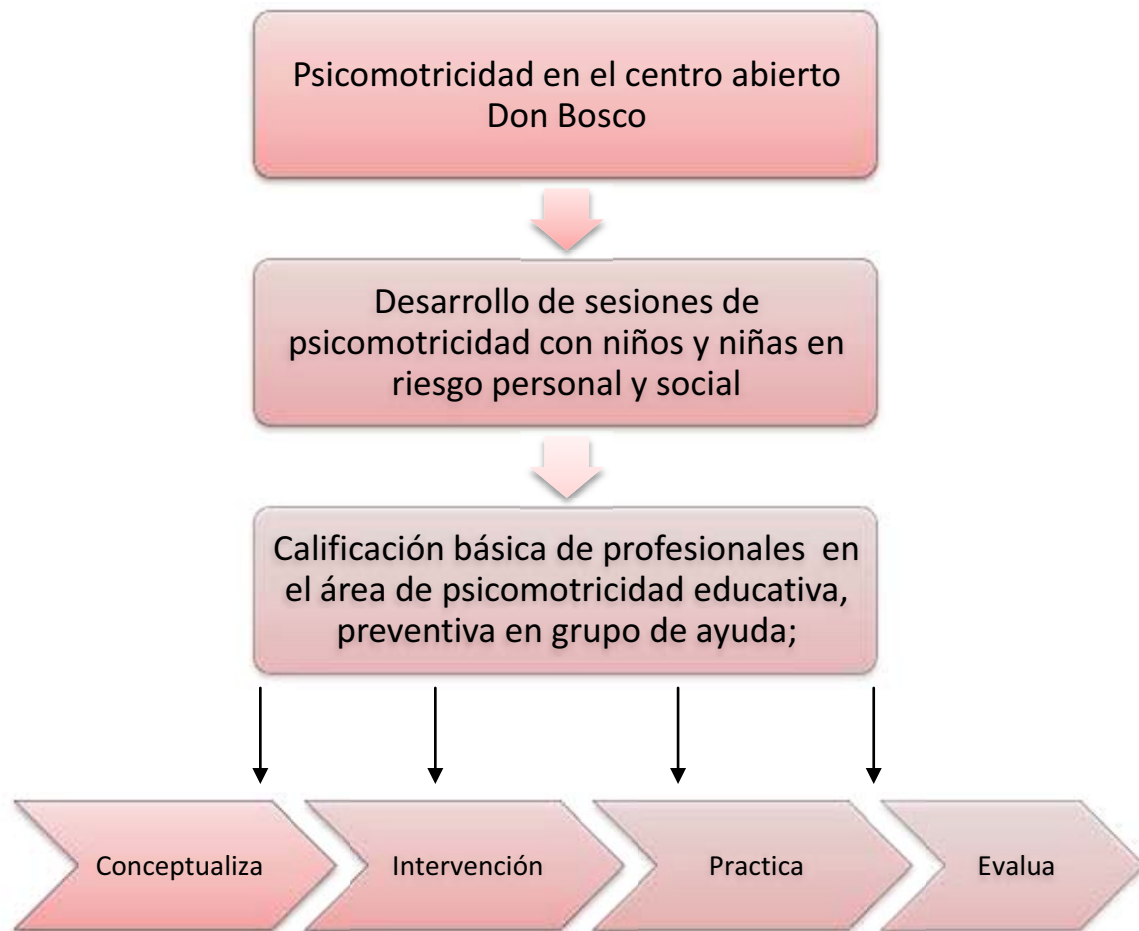 Psicomotricidad en el centro abierto
Don Bosco
Desarrollo de sesiones de
psicomotricidad con niños y niñas en
riesgo personal y social
Calificación básica de profesionales  en
el área de psicomotricidad educativa,
preventiva en grupo de ayuda;
Conceptualiza
Intervención
Practica
Evalua